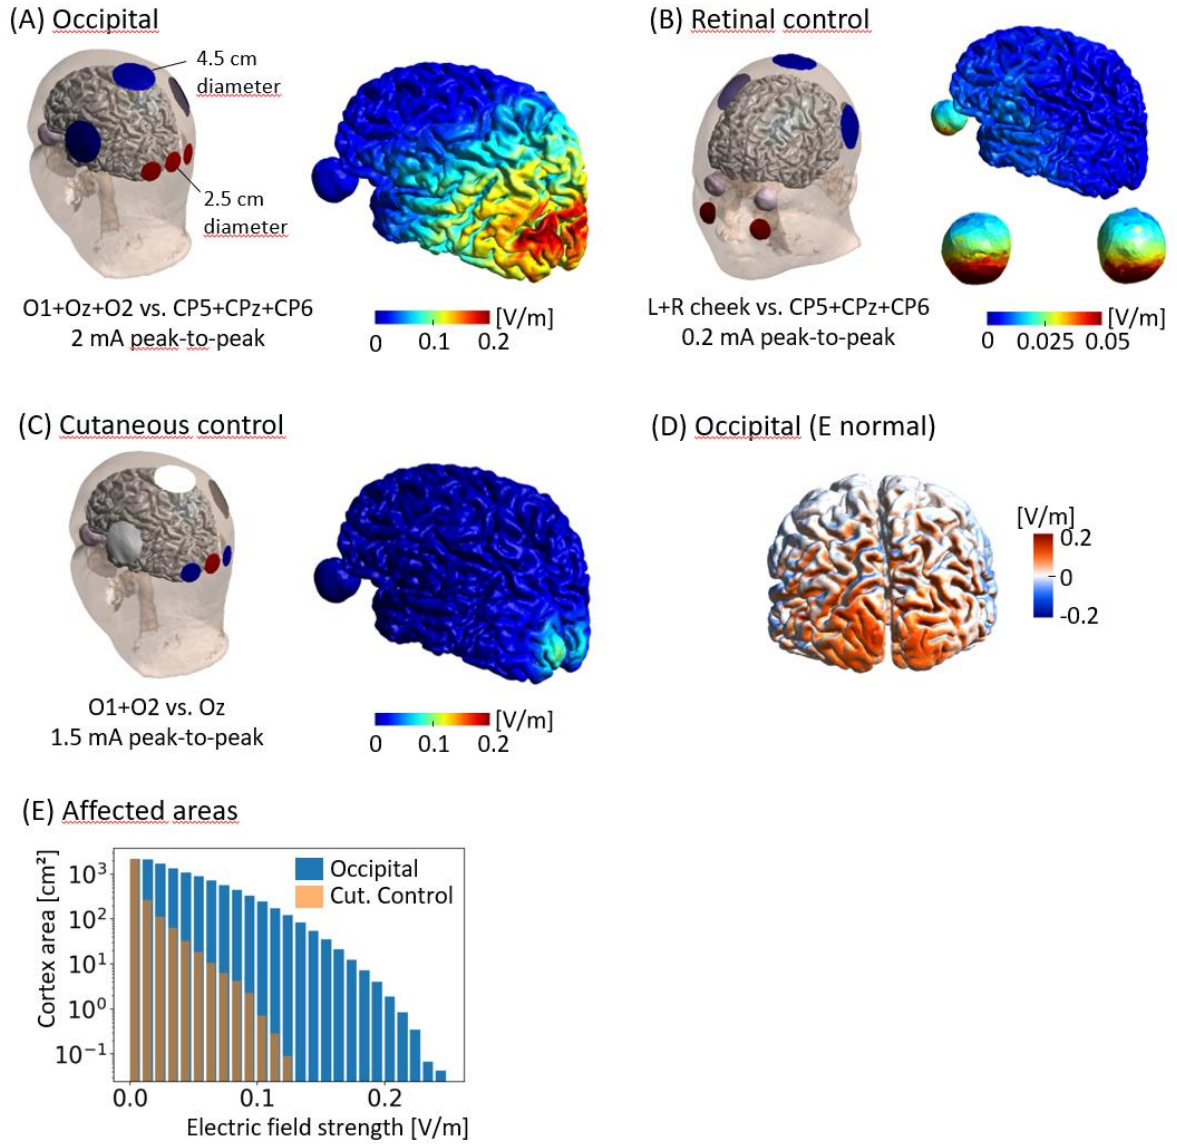 (A) Occipital
4.5 cm
diameter
2.5 cm
diameter
O1+Oz+O2 vs. CP5+CPz+CP6
2 mA peak-to-peak
[V/m]
0 0.1 0.2
(B) Retinal control
L+R cheek vs. CP5+CPz+CP6
0.2 mA peak-to-peak
[V/m]
0 0.025 0.05
(C) Cutaneous control
O1+O2 vs. Oz
1.5 mA peak-to-peak
[V/m]
0 0.1 0.2
(D) Occipital (E normal)
[V/m]
0.2
0
-0.2
(E) Affected areas
Cortex area [cm²]
10³
10²
10¹
10⁰
10⁻¹
Occipital
Cut. Control
0.0 0.1 0.2
Electric field strength [V/m]